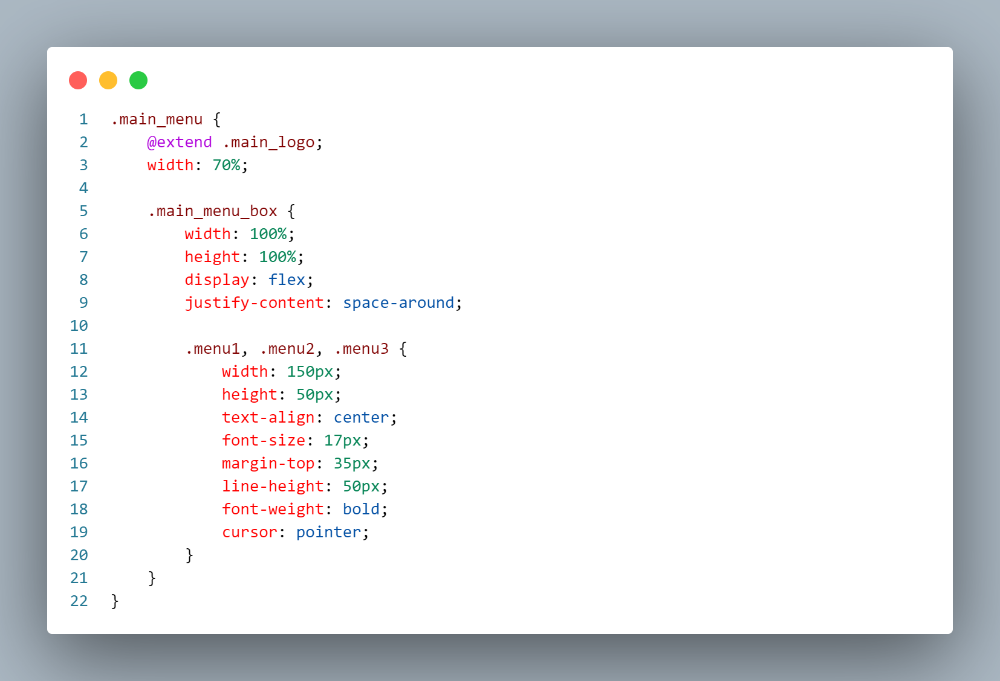 1 .main_menu {
2     @extend .main_logo;
3     width: 70%;
4
5     .main_menu_box {
6         width: 100%;
7         height: 100%;
8         display: flex;
9         justify-content: space-around;
10
11         .menu1, .menu2, .menu3 {
12             width: 150px;
13             height: 50px;
14             text-align: center;
15             font-size: 17px;
16             margin-top: 35px;
17             line-height: 50px;
18             font-weight: bold;
19             cursor: pointer;
20         }
21     }
22 }